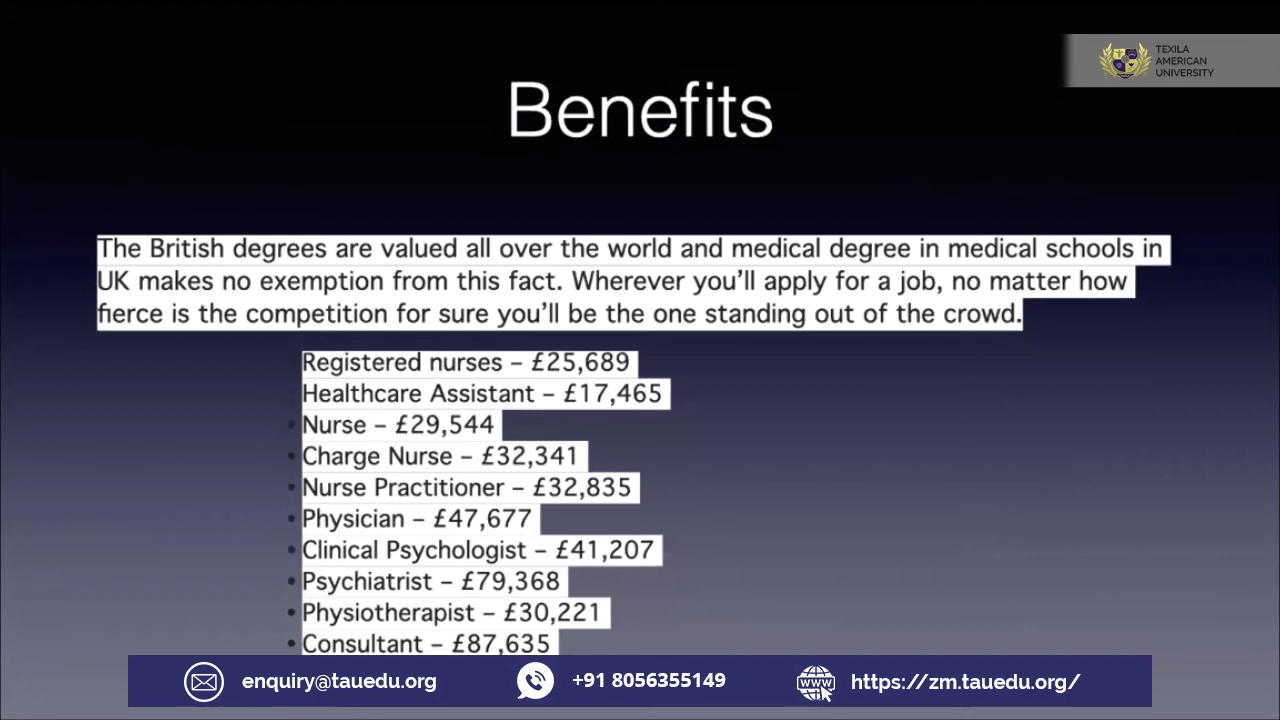 TEXILA
AMERICAN
UNIVERSITY
Benefits
The British degrees are valued all over the world and medical degree in medical schools in
UK makes no exemption from this fact. Wherever you’ll apply for a job, no matter how
fierce is the competition for sure you’ll be the one standing out of the crowd.
Registered nurses – £25,689
Healthcare Assistant – £17,465
• Nurse – £29,544
• Charge Nurse – £32,341
• Nurse Practitioner – £32,835
• Physician – £47,677
• Clinical Psychologist – £41,207
• Psychiatrist – £79,368
• Physiotherapist – £30,221
• Consultant – £87,635
enquiry@tauedu.org
+91 8056355149
WWW
https://zm.tauedu.org/